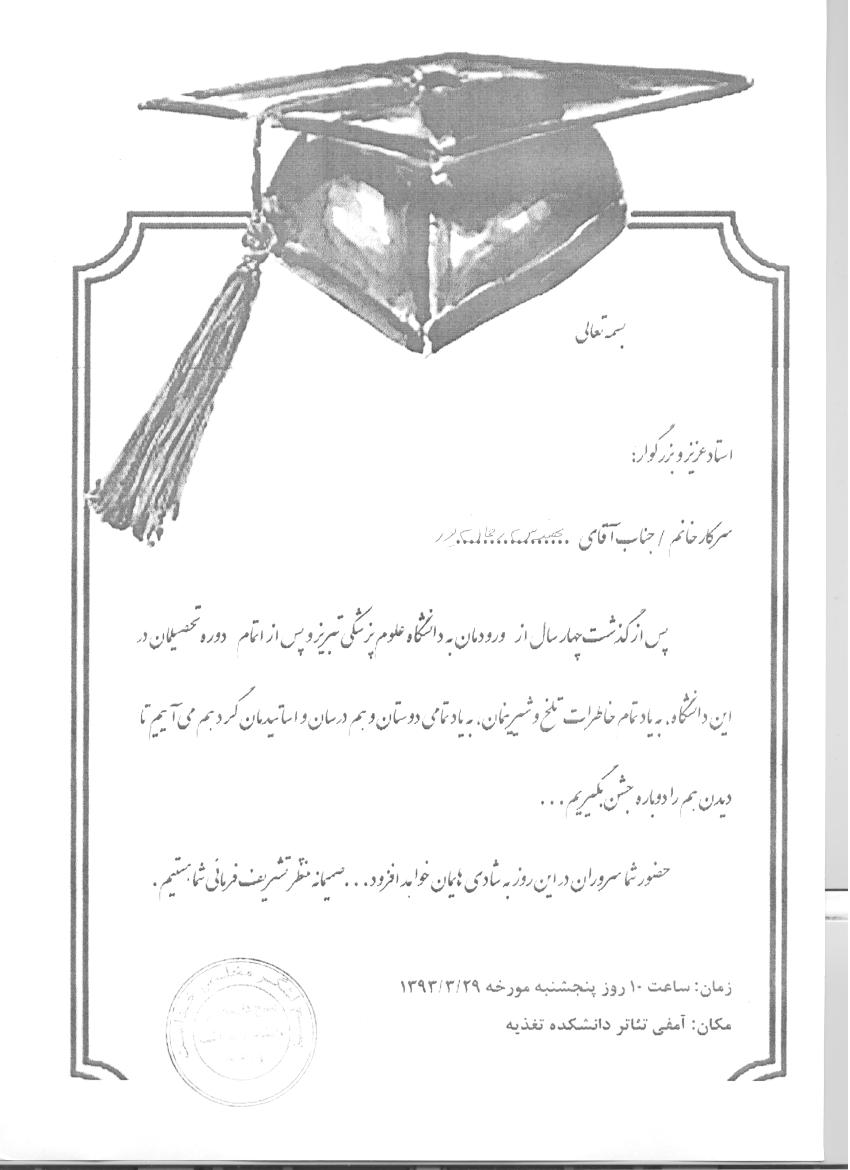 بسمه تعالی
استاد عزیز و بزرگوار:
سرکار خانم / جناب آقای ................
پس از گذشت چهار سال از ورودمان به دانشگاه علوم پزشکی تبریز و پس از اتمام دوره تحصیلمان در
این دانشگاه، به یاد تمام خاطرات تلخ و شیرینمان، به یاد تمامی دوستان و هم درسان و اساتیدمان گرد هم می آییم تا
دیدن هم را دوباره جشن بگیریم ...
حضور شما سروران در این روز به شادی هایمان خواهد افزود... صمیمانه منتظر تشریف فرمائی شما هستیم .
زمان: ساعت ۱۰ روز پنجشنبه مورخه ۱۳۹۳/۳/۲۹
مکان: آمفی تئاتر دانشکده تغذیه